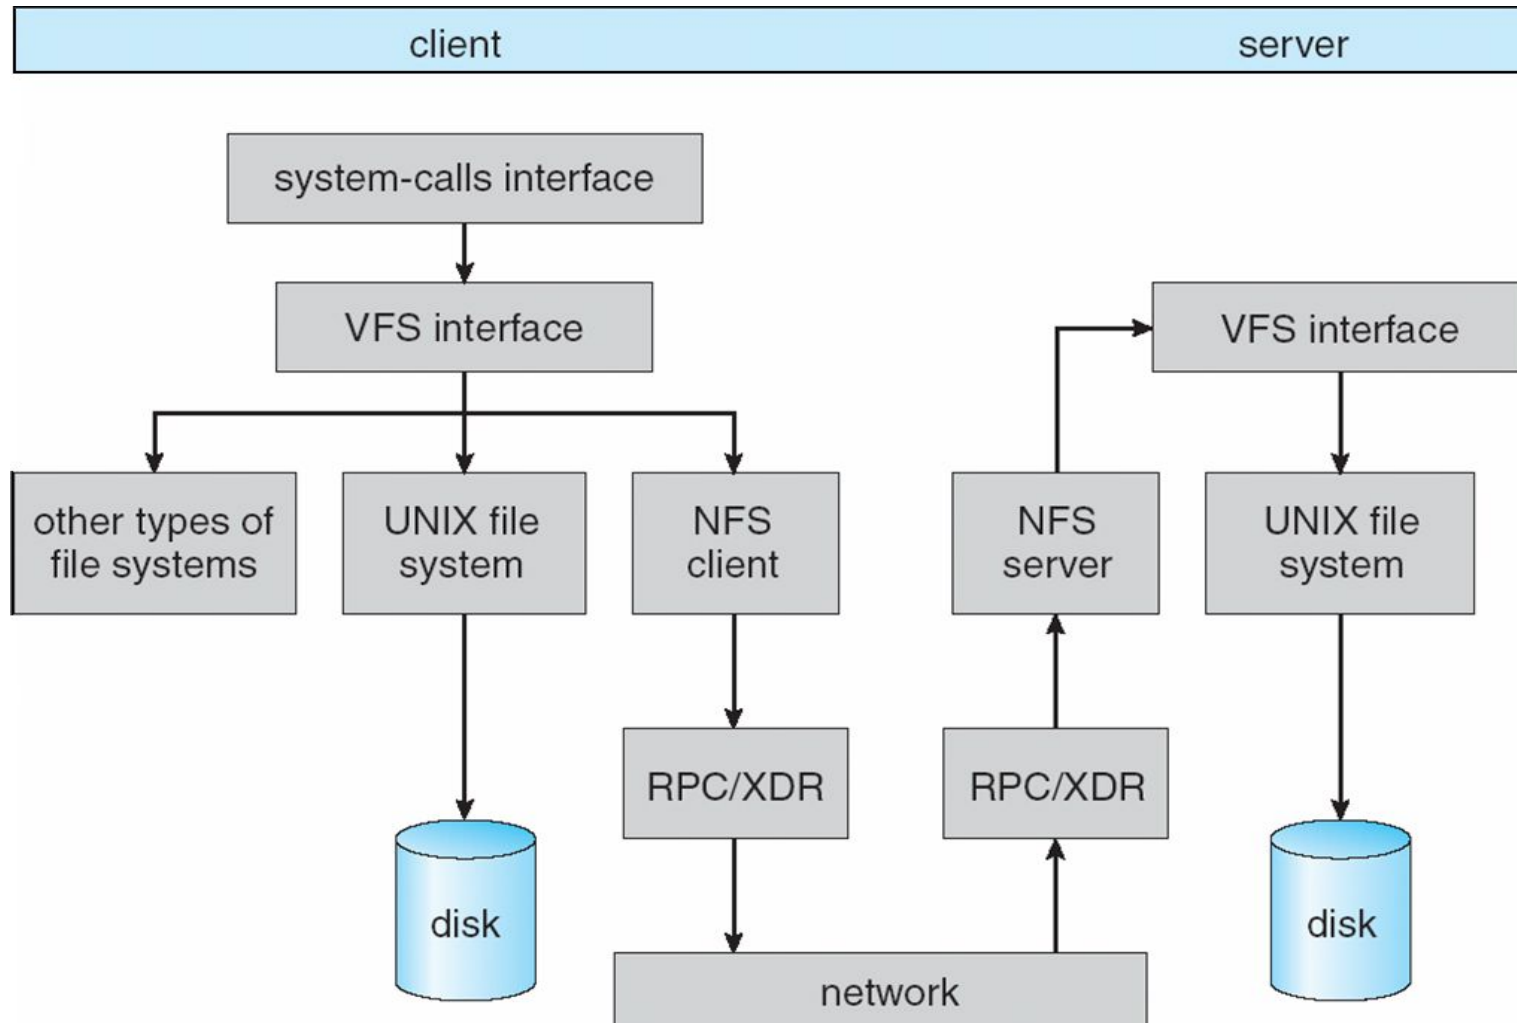 client
server
system-calls interface
VFS interface
VFS interface
other types of
file systems
UNIX file
system
NFS
client
NFS
server
UNIX file
system
RPC/XDR
RPC/XDR
disk
disk
network